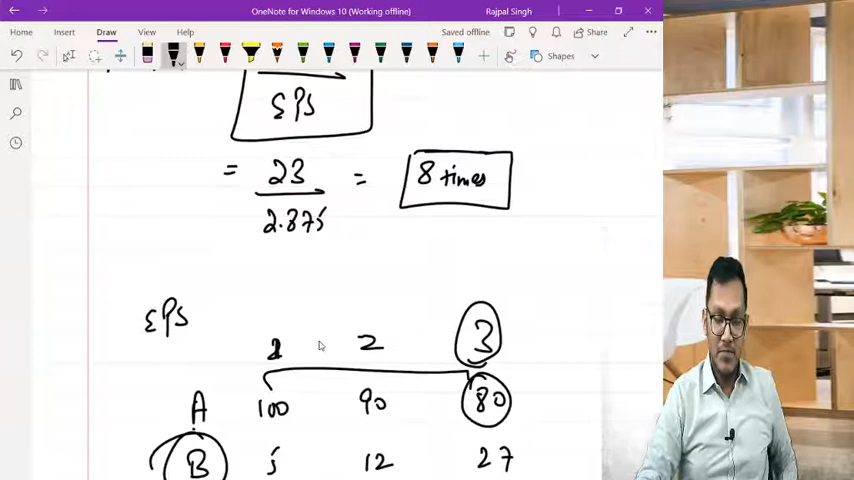 OneNote for Windows 10 (Working offline)
Rajpal Singh
Home Insert Draw View Help
Saved offline
Share
Shapes
EPS
= 23 / 2.875 = 8 times
EPS
1 2 3
A 100 90 80
B 5 12 27